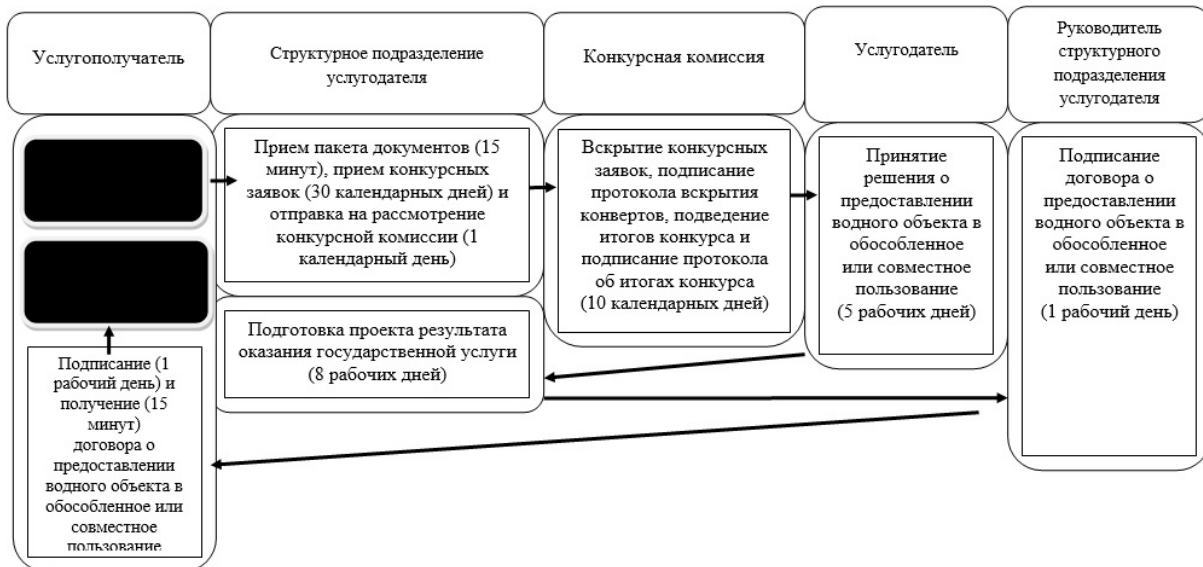 Услугополучатель
Структурное подразделение
услугодателя
Конкурсная комиссия
Услугодатель
Руководитель
структурного
подразделения
услугодателя
Прием пакета документов (15
минут), прием конкурсных
заявок (30 календарных дней) и
отправка на рассмотрение
конкурсной комиссии (1
календарный день)
Вскрытие конкурсных
заявок, подписание
протокола вскрытия
конвертов, подведение
итогов конкурса и
подписание протокола
об итогах конкурса
(10 календарных дней)
Принятие
решения о
предоставлении
водного объекта в
обособленное
или совместное
пользование
(5 рабочих дней)
Подписание
договора о
предоставлении
водного объекта в
обособленное
или совместное
пользование
(1 рабочий день)
Подготовка проекта результата
оказания государственной услуги
(8 рабочих дней)
Подписание (1
рабочий день) и
получение (15
минут)
договора о
предоставлении
водного объекта в
обособленное или
совместное
пользование